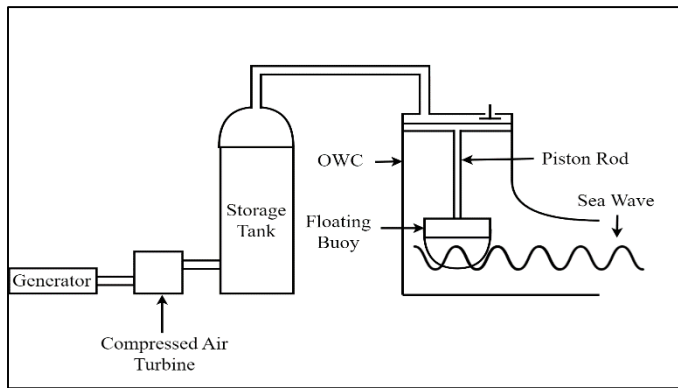 OWC
Piston Rod
Sea Wave
Storage
Tank
Floating
Buoy
Generator
Compressed Air
Turbine